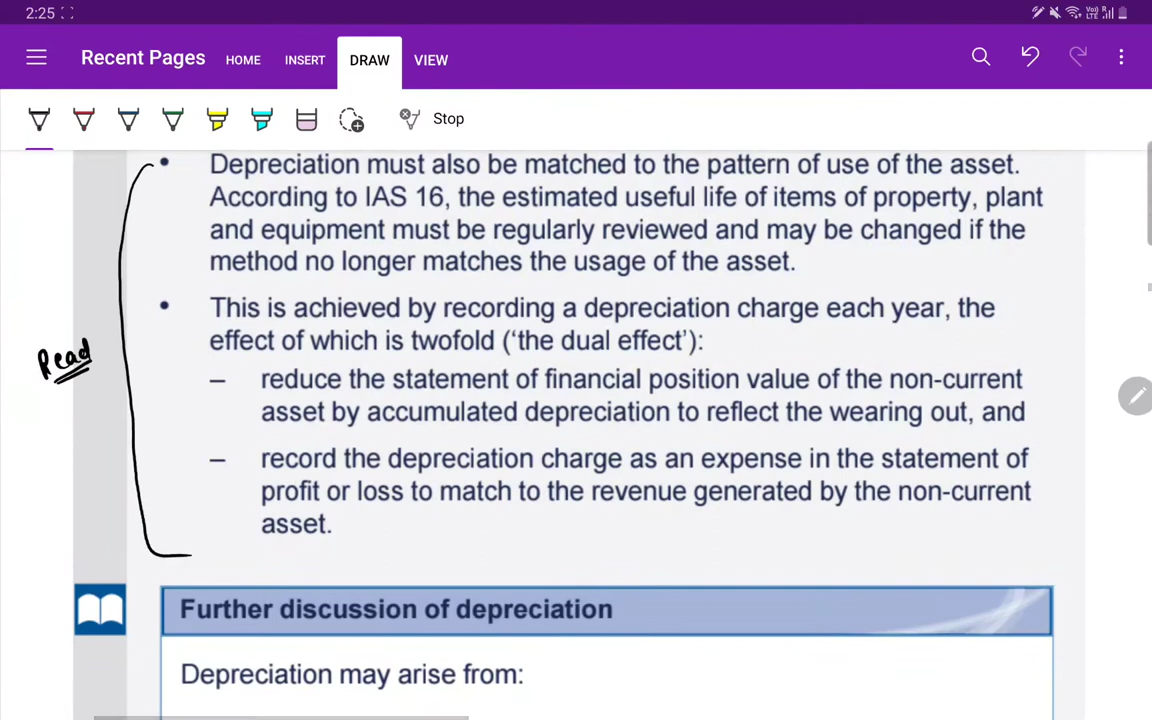 2:25
Recent Pages HOME INSERT DRAW VIEW
Stop
• Depreciation must also be matched to the pattern of use of the asset.
According to IAS 16, the estimated useful life of items of property, plant
and equipment must be regularly reviewed and may be changed if the
method no longer matches the usage of the asset.
• This is achieved by recording a depreciation charge each year, the
effect of which is twofold (‘the dual effect’):
Read
– reduce the statement of financial position value of the non-current
asset by accumulated depreciation to reflect the wearing out, and
– record the depreciation charge as an expense in the statement of
profit or loss to match to the revenue generated by the non-current
asset.
Further discussion of depreciation
Depreciation may arise from: